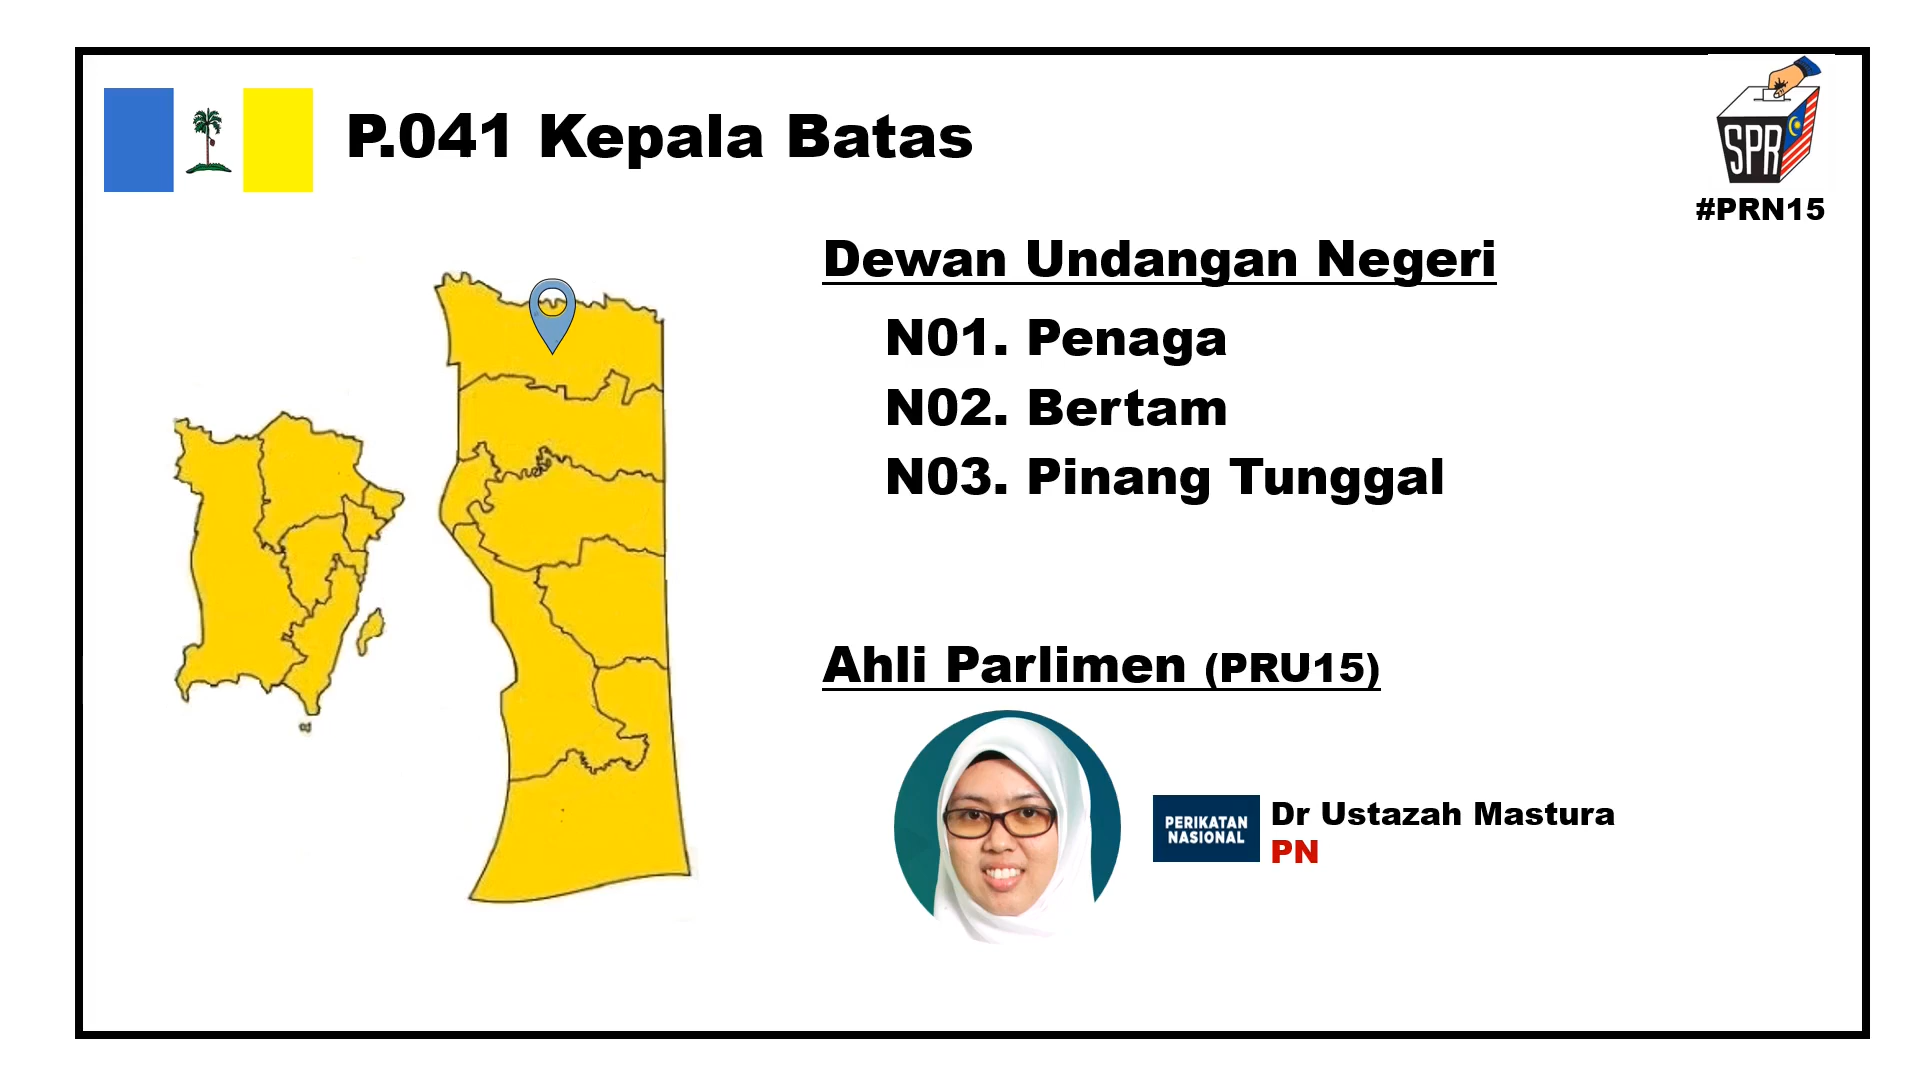 P.041 Kepala Batas
SPR
#PRN15
Dewan Undangan Negeri
N01. Penaga
N02. Bertam
N03. Pinang Tunggal
Ahli Parlimen (PRU15)
PERIKATAN
NASIONAL
Dr Ustazah Mastura
PN